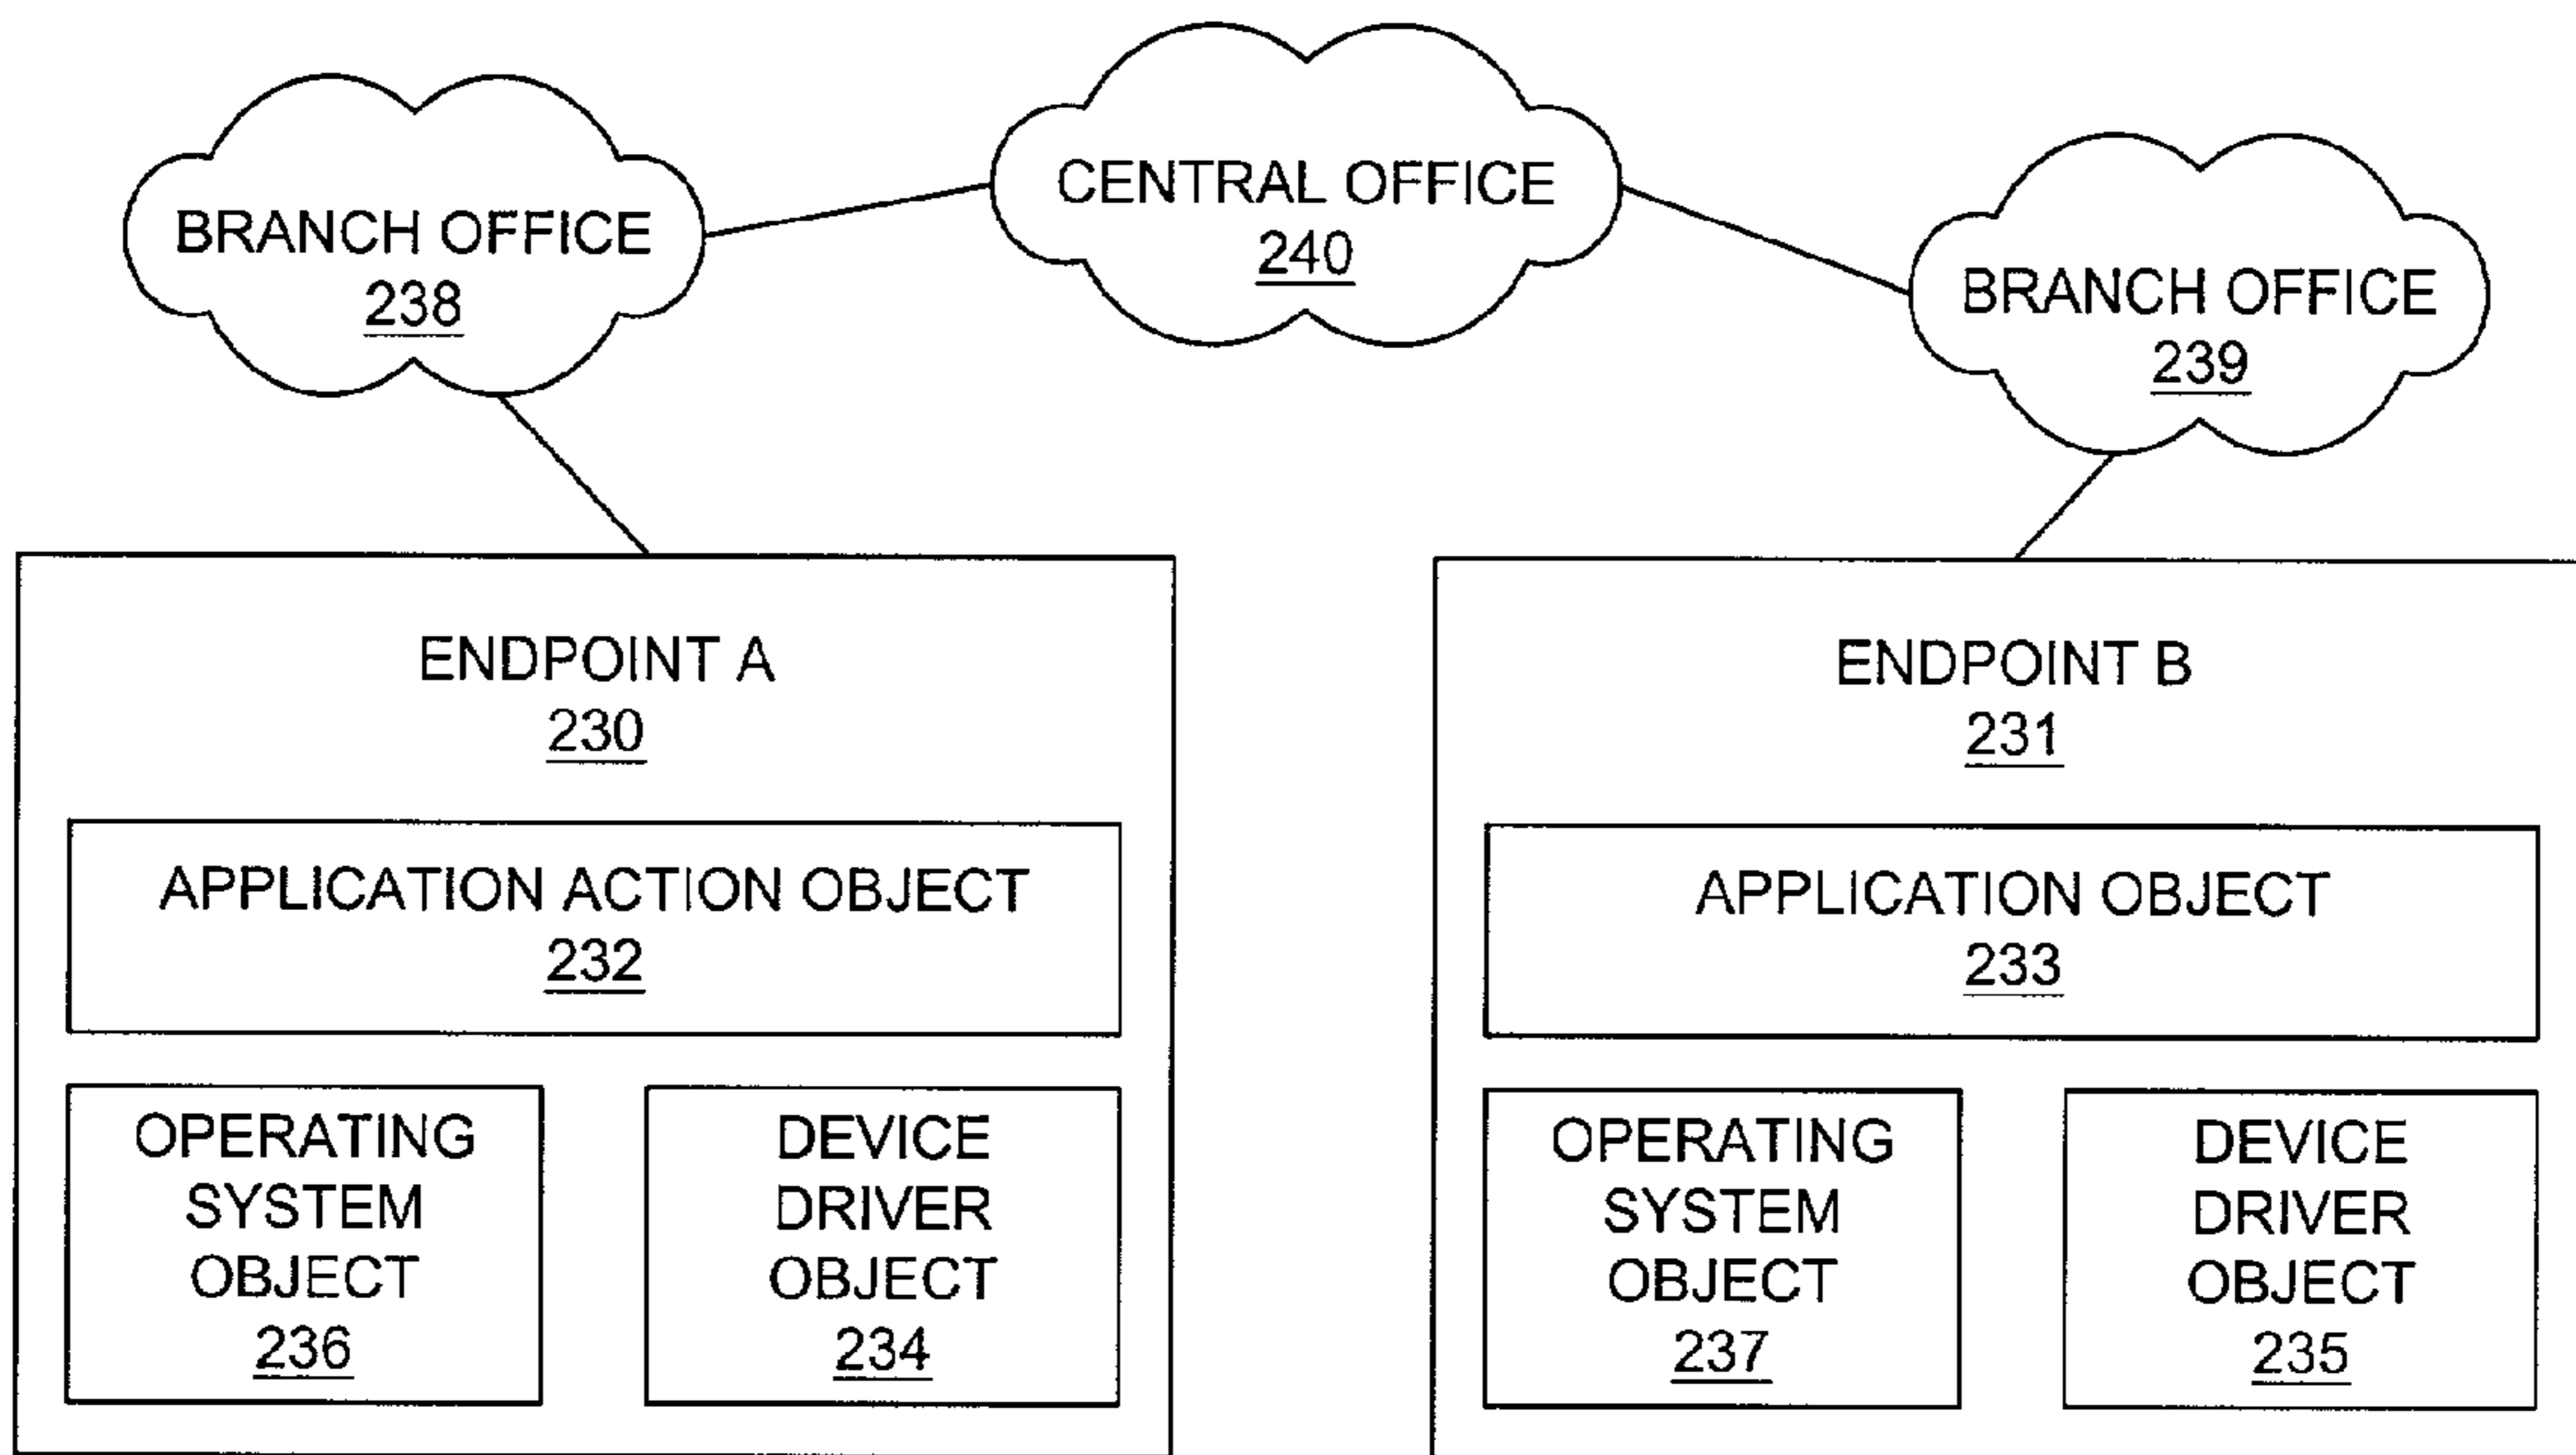 CENTRAL OFFICE
240
BRANCH OFFICE
238
BRANCH OFFICE
239
ENDPOINT A
230
APPLICATION ACTION OBJECT
232
OPERATING
SYSTEM
OBJECT
236
DEVICE
DRIVER
OBJECT
234
ENDPOINT B
231
APPLICATION OBJECT
233
OPERATING
SYSTEM
OBJECT
237
DEVICE
DRIVER
OBJECT
235